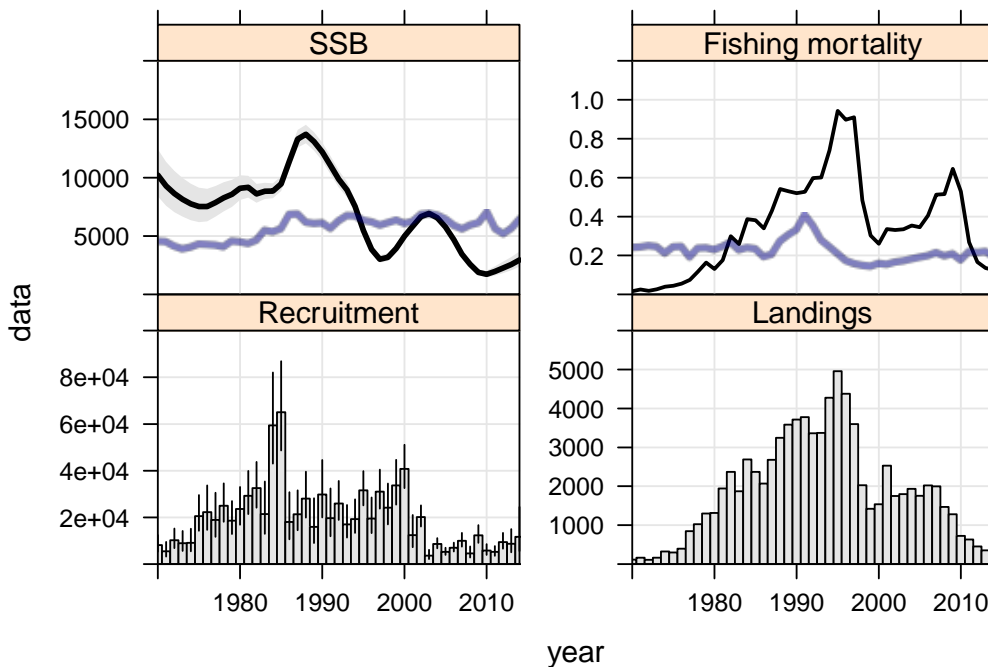 SSB
Fishing mortality
15000
10000
5000
1.0
0.8
0.6
0.4
0.2
data
Recruitment
Landings
8e+04
6e+04
4e+04
2e+04
5000
4000
3000
2000
1000
1980 1990 2000 2010
1980 1990 2000 2010
year